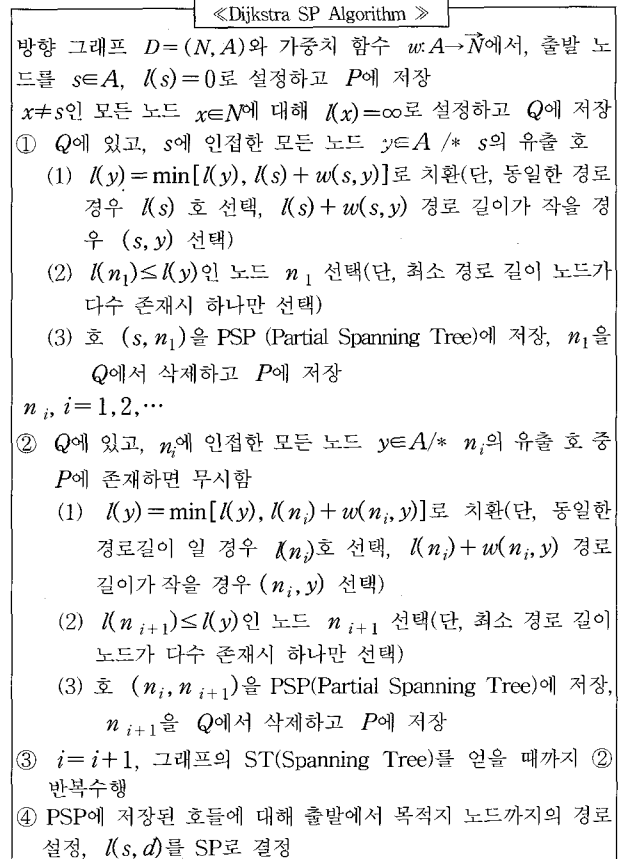 ≪Dijkstra SP Algorithm ≫
방향 그래프 D=(N, A)와 가중치 함수 w: A→N⃗에서, 출발 노
드를 s∈A, l(s)=0로 설정하고 P에 저장
x≠s인 모든 노드 x∈N에 대해 l(x)=∞로 설정하고 Q에 저장
① Q에 있고, s에 인접한 모든 노드 y∈A /* s의 유출 호
(1) l(y)=min[l(y), l(s)+w(s,y)]로 치환(단, 동일한 경로
경우 l(s) 호 선택, l(s)+w(s,y) 경로 길이가 작을 경
우 (s,y) 선택)
(2) l(n₁)≤l(y)인 노드 n₁ 선택(단, 최소 경로 길이 노드가
다수 존재시 하나만 선택)
(3) 호 (s,n₁)을 PSP (Partial Spanning Tree)에 저장, n₁을
Q에서 삭제하고 P에 저장
n i, i=1,2,⋯
② Q에 있고, nᵢ에 인접한 모든 노드 y∈A/* nᵢ의 유출 호 중
P에 존재하면 무시함
(1) l(y)=min[l(y), l(nᵢ)+w(nᵢ,y)]로 치환(단, 동일한
경로길이 일 경우 l(nᵢ)호 선택, l(nᵢ)+w(nᵢ,y) 경로
길이가 작을 경우 (nᵢ,y) 선택)
(2) l(n i+1)≤l(y)인 노드 n i+1 선택(단, 최소 경로 길이
노드가 다수 존재시 하나만 선택)
(3) 호 (nᵢ,n i+1)을 PSP(Partial Spanning Tree)에 저장,
n i+1을 Q에서 삭제하고 P에 저장
③ i=i+1, 그래프의 ST(Spanning Tree)를 얻을 때까지 ②
반복수행
④ PSP에 저장된 호들에 대해 출발에서 목적지 노드까지의 경로
설정, l(s,d)를 SP로 결정